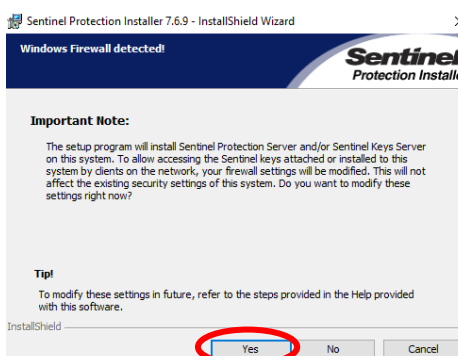 Sentinel Protection Installer 7.6.9 - InstallShield Wizard
Windows Firewall detected!
Sentinel
Protection Installe
Important Note:
The setup program will install Sentinel Protection Server and/or Sentinel Keys Server
on this system. To allow accessing the Sentinel keys attached or installed to this
system by clients on the network, your firewall settings will be modified. This will not
affect the existing security settings of this system. Do you want to modify these
settings right now?
Tip!
To modify these settings in future, refer to the steps provided in the Help provided
with this software.
InstallShield
Yes No Cancel